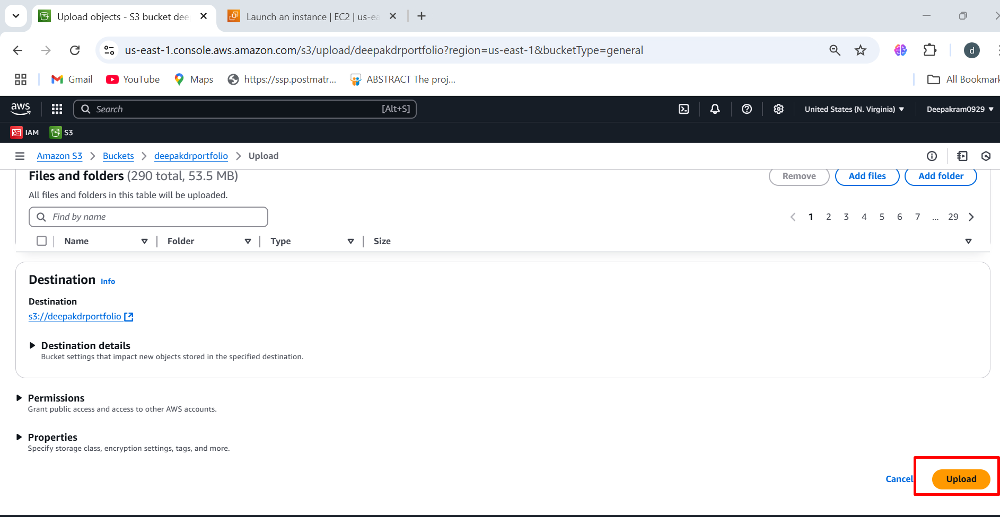 Upload objects - S3 bucket dee
Launch an instance | EC2 | us-ea
us-east-1.console.aws.amazon.com/s3/upload/deepakdrportfolio?region=us-east-1&bucketType=general
d
Gmail
YouTube
Maps
https://ssp.postmatr...
ABSTRACT The proj...
All Bookmark
aws
Search
[Alt+S]
United States (N. Virginia)
Deepakram0929
IAM
S3
Amazon S3
Buckets
deepakdrportfolio
Upload
Files and folders (290 total, 53.5 MB)
Remove
Add files
Add folder
All files and folders in this table will be uploaded.
Find by name
1 2 3 4 5 6 7 ... 29
Name
Folder
Type
Size
Destination Info
Destination
s3://deepakdrportfolio
Destination details
Bucket settings that impact new objects stored in the specified destination.
Permissions
Grant public access and access to other AWS accounts.
Properties
Specify storage class, encryption settings, tags, and more.
Cancel
Upload